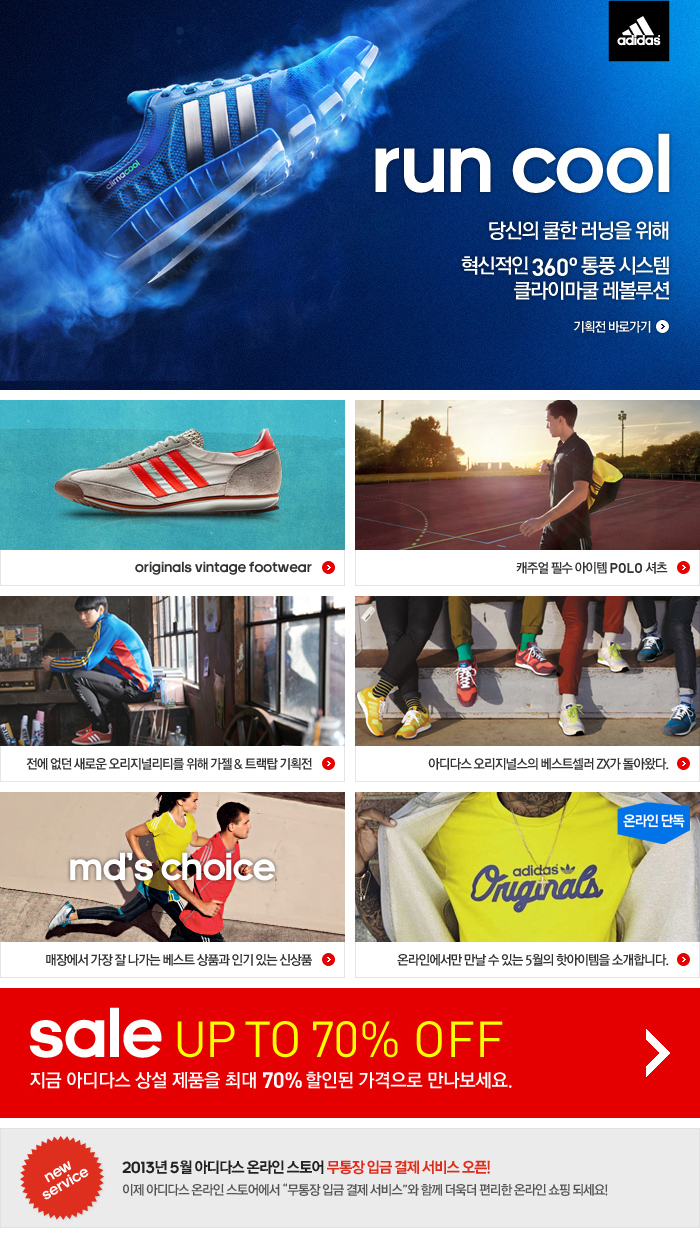 adidas
climacool
run cool
당신의 쿨한 러닝을 위해
혁신적인 360° 통풍 시스템
클라이마쿨 레볼루션
기획전 바로가기
originals vintage footwear
캐주얼 필수 아이템 POLO 셔츠
전에 없던 새로운 오리지널리티를 위해 가젤 & 트랙탑 기획전
아디다스 오리지널스의 베스트셀러 ZX가 돌아왔다.
md's choice
매장에서 가장 잘 나가는 베스트 상품과 인기 있는 신상품
온라인 단독
adidas
Originals
온라인에서만 만날 수 있는 5월의 핫아이템을 소개합니다.
sale UP TO 70% OFF
지금 아디다스 상설 제품을 최대 70% 할인된 가격으로 만나보세요.
new
service
2013년 5월 아디다스 온라인 스토어 무통장 입금 결제 서비스 오픈!
이제 아디다스 온라인 스토어에서 “무통장 입금 결제 서비스”와 함께 더욱더 편리한 온라인 쇼핑 되세요!